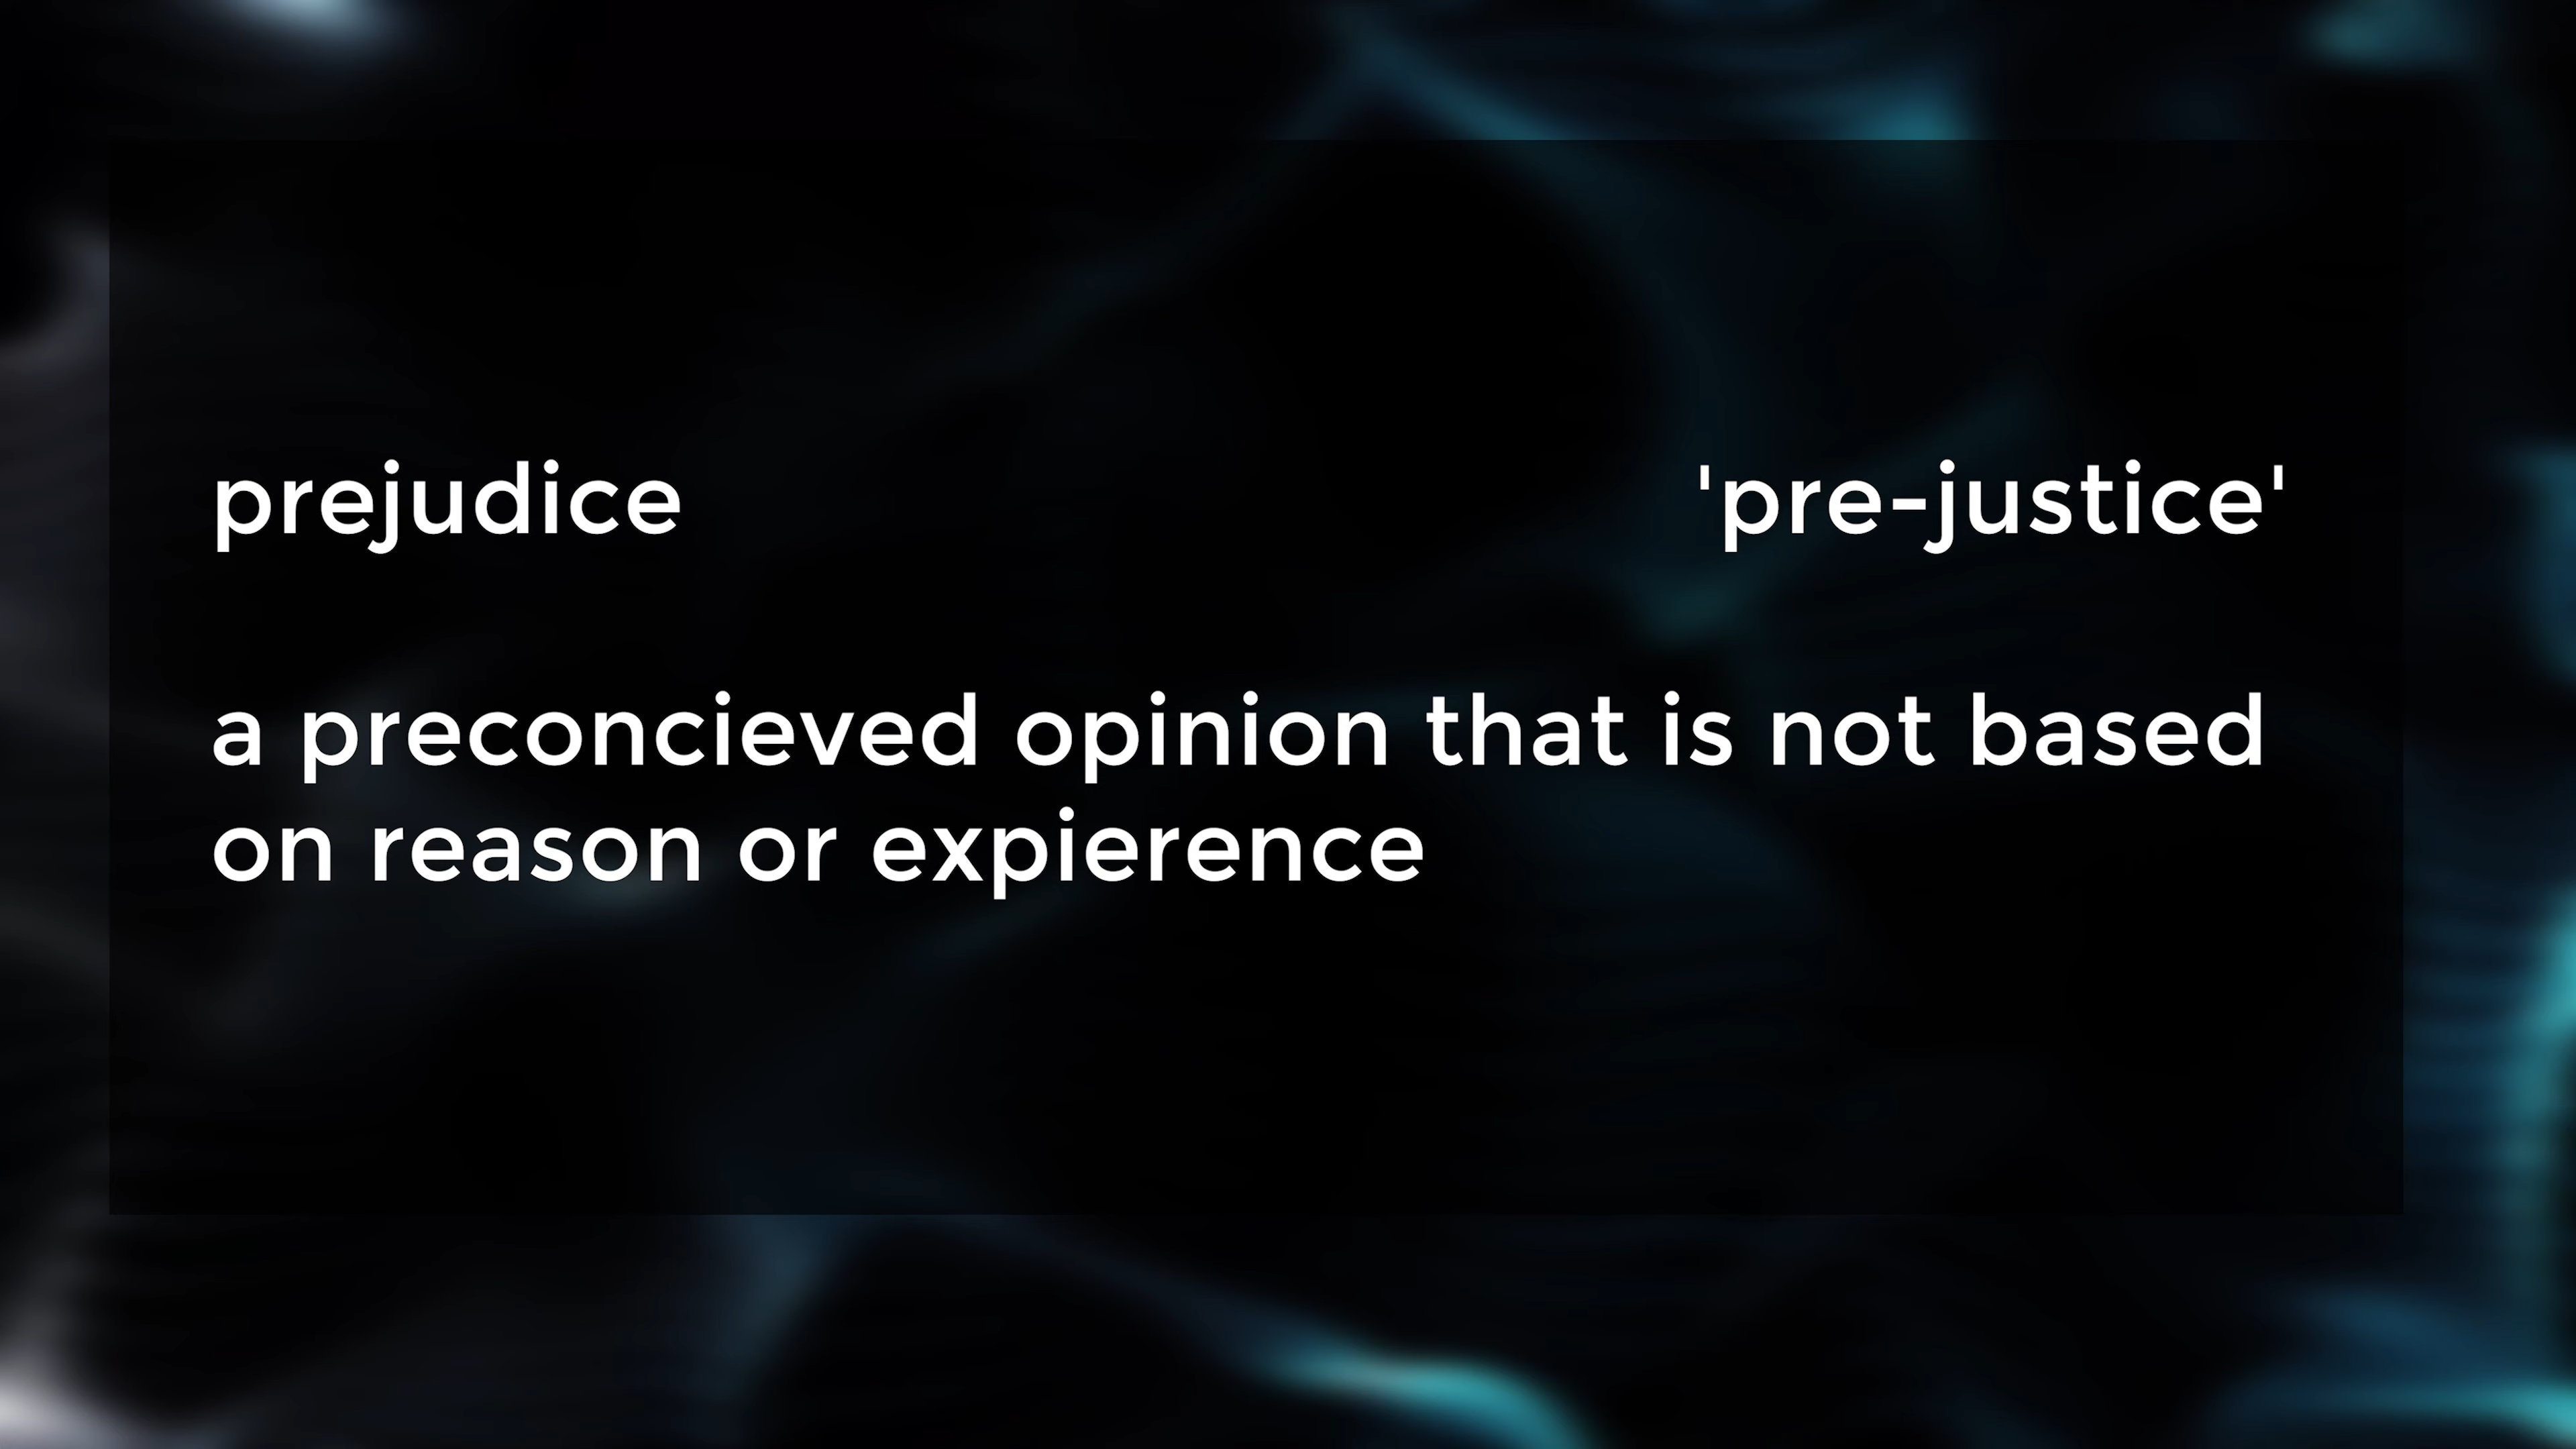 prejudice 'pre-justice'
a preconcieved opinion that is not based
on reason or expierence